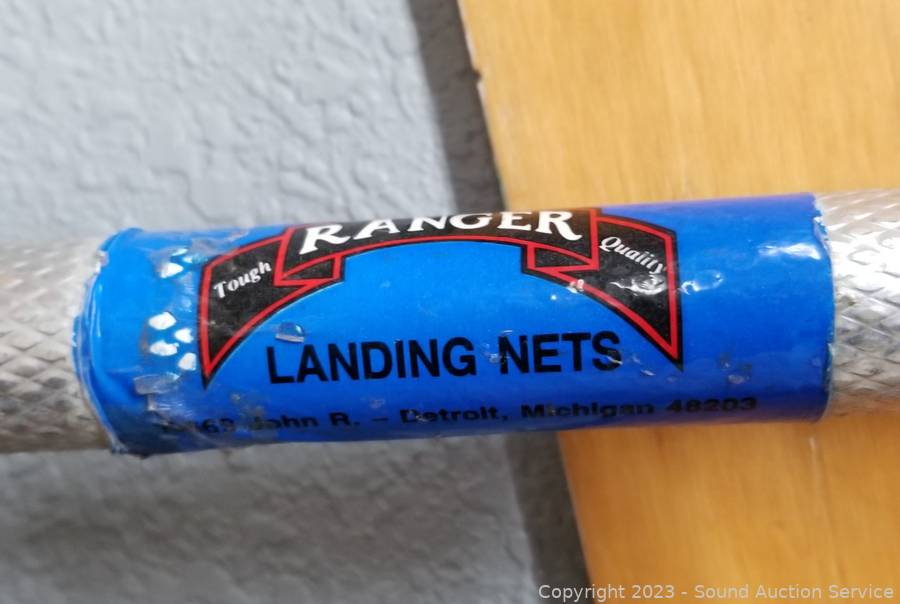 RANGER
Tough Quality
LANDING NETS
John R. – Detroit, Michigan 48203
Copyright 2023 - Sound Auction Service